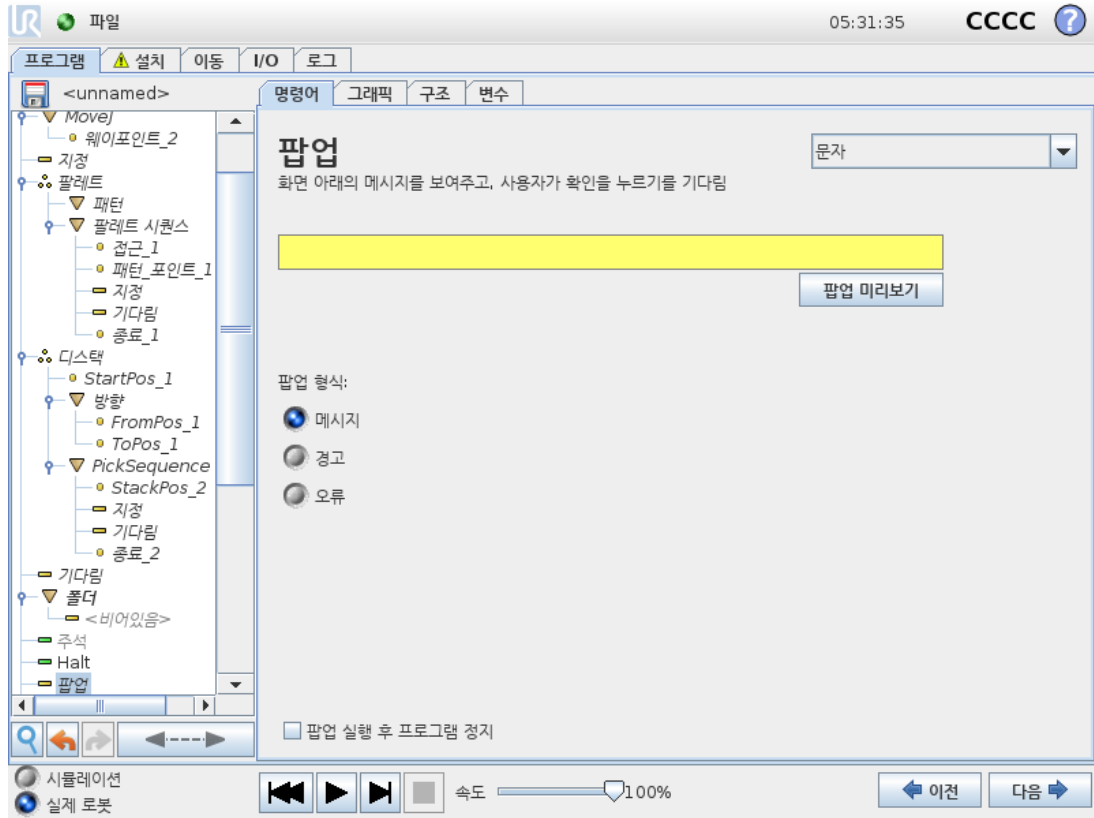 UR 파일 05:31:35 CCCC ?
프로그램 설치 이동 I/O 로그
<unnamed> 명령어 그래픽 구조 변수
MoveJ
웨이포인트_2
지정
팔레트
패턴
팔레트 시퀀스
접근_1
패턴_포인트_1
지정
기다림
종료_1
디스택
StartPos_1
방향
FromPos_1
ToPos_1
PickSequence
StackPos_2
지정
기다림
종료_2
기다림
폴더
<비어있음>
주석
Halt
팝업
팝업
문자
화면 아래의 메시지를 보여주고, 사용자가 확인을 누르기를 기다림
팝업 미리보기
팝업 형식:
메시지
경고
오류
팝업 실행 후 프로그램 정지
시뮬레이션
실제 로봇
속도 100%
이전 다음